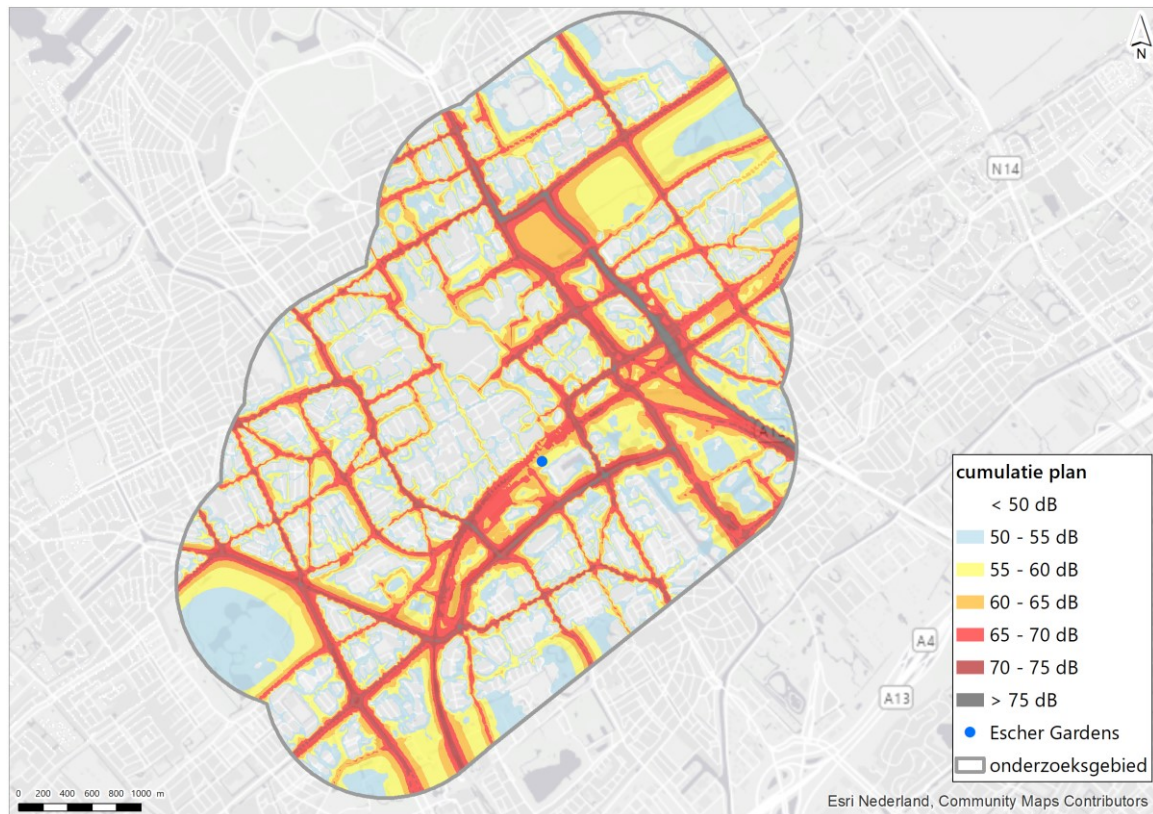 N
N14
A4
A13
cumulatie plan
< 50 dB
50 - 55 dB
55 - 60 dB
60 - 65 dB
65 - 70 dB
70 - 75 dB
> 75 dB
Escher Gardens
onderzoeksgebied
0 200 400 600 800 1000 m
Esri Nederland, Community Maps Contributors